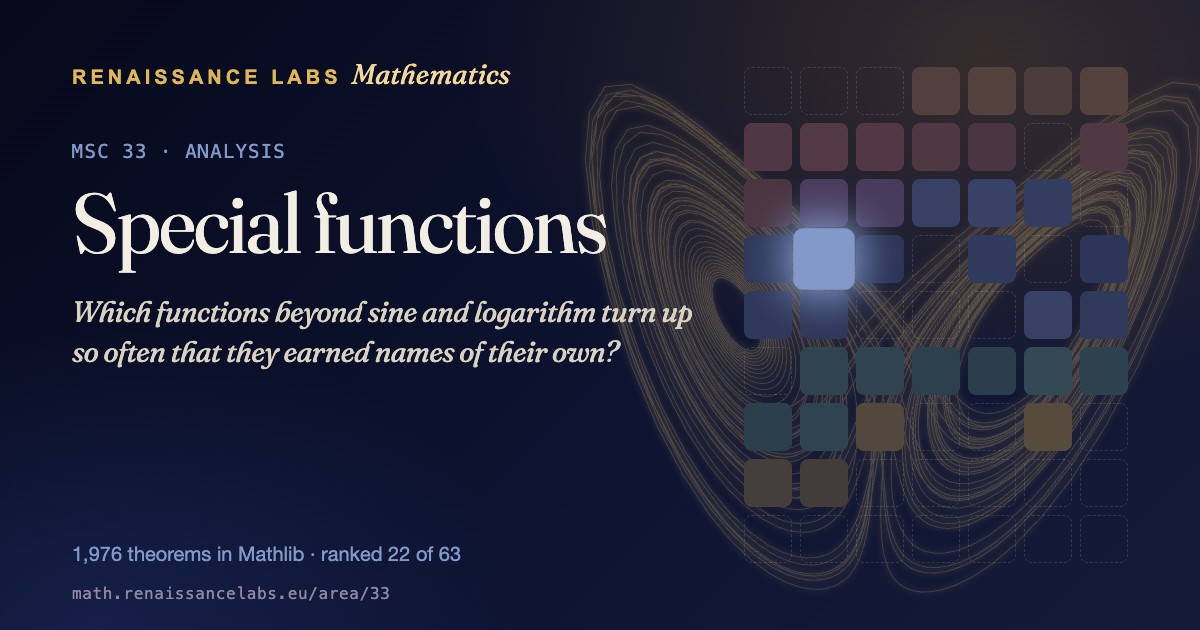 RENAISSANCE LABS Mathematics
MSC 33 · ANALYSIS
Special functions
Which functions beyond sine and logarithm turn up
so often that they earned names of their own?
1,976 theorems in Mathlib · ranked 22 of 63
math.renaissancelabs.eu/area/33